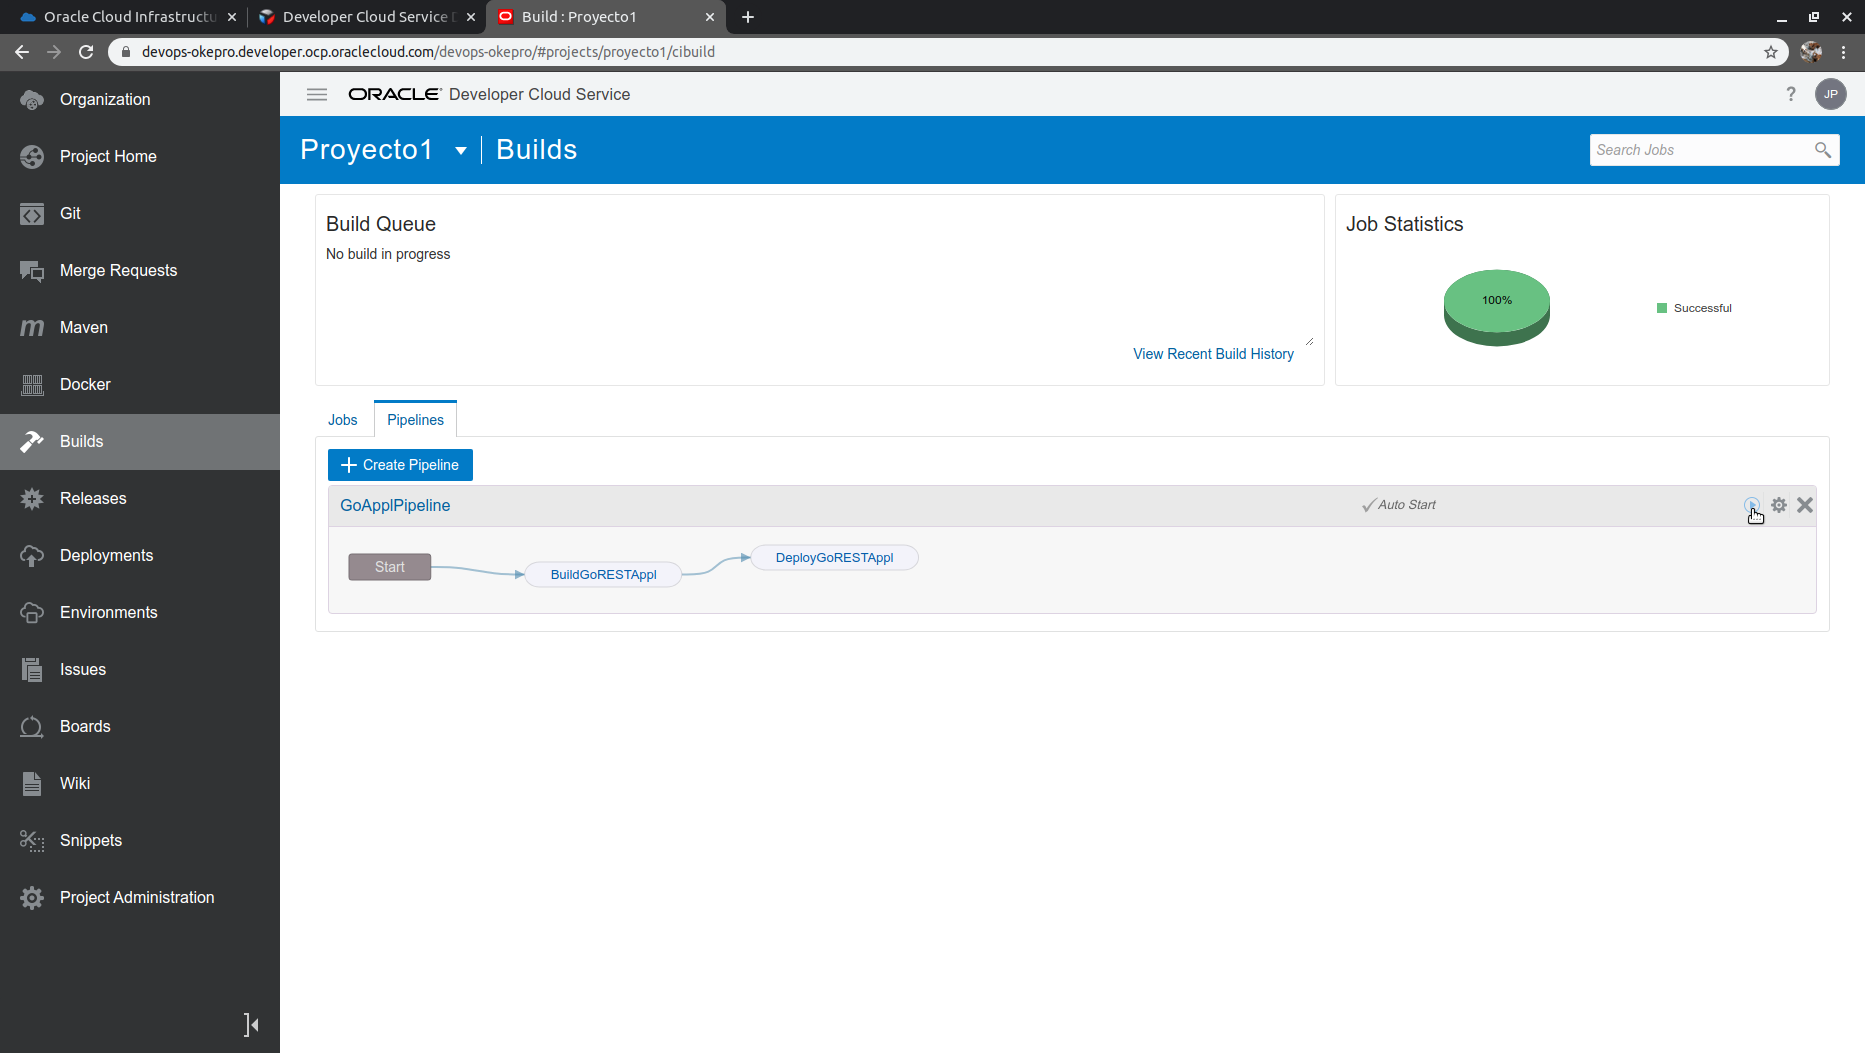 Oracle Cloud Infrastructu
Developer Cloud Service D
Build : Proyecto1
devops-okepro.developer.ocp.oraclecloud.com/devops-okepro/#projects/proyecto1/cibuild
Organization
Project Home
Git
Merge Requests
Maven
Docker
Builds
Releases
Deployments
Environments
Issues
Boards
Wiki
Snippets
Project Administration
ORACLE Developer Cloud Service
? JP
Proyecto1 Builds
Search Jobs
Build Queue
No build in progress
View Recent Build History
Job Statistics
100%
Successful
Jobs
Pipelines
Create Pipeline
GoApplPipeline
Auto Start
Start
BuildGoRESTAppl
DeployGoRESTAppl